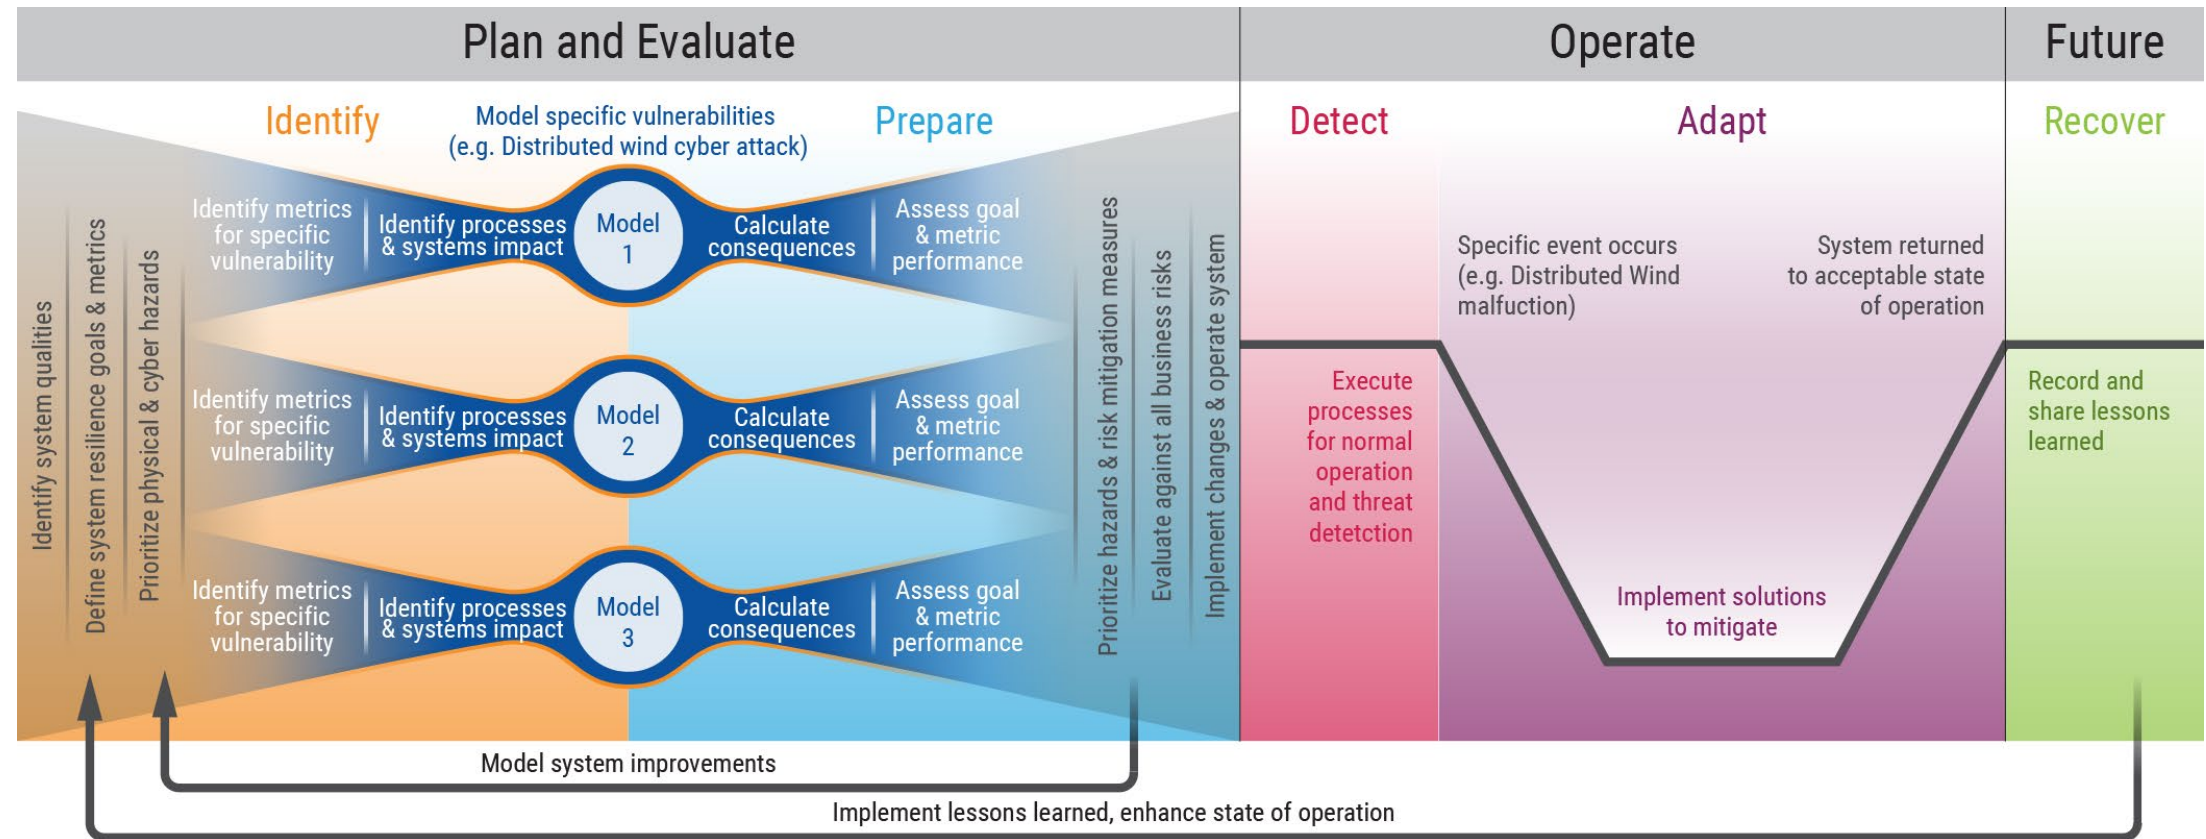 Plan and Evaluate
Operate
Future
Identify
Model specific vulnerabilities
(e.g. Distributed wind cyber attack)
Prepare
Detect
Adapt
Recover
Identify system qualities
Define system resilience goals & metrics
Prioritize physical & cyber hazards
Identify metrics
for specific
vulnerability
Identify processes
& systems impact
Model
1
Calculate
consequences
Assess goal
& metric
performance
Identify metrics
for specific
vulnerability
Identify processes
& systems impact
Model
2
Calculate
consequences
Assess goal
& metric
performance
Identify metrics
for specific
vulnerability
Identify processes
& systems impact
Model
3
Calculate
consequences
Assess goal
& metric
performance
Prioritize hazards & risk mitigation measures
Evaluate against all business risks
Implement changes & operate system
Execute
processes
for normal
operation
and threat
detetction
Specific event occurs
(e.g. Distributed Wind
malfuction)
System returned
to acceptable state
of operation
Implement solutions
to mitigate
Record and
share lessons
learned
Model system improvements
Implement lessons learned, enhance state of operation